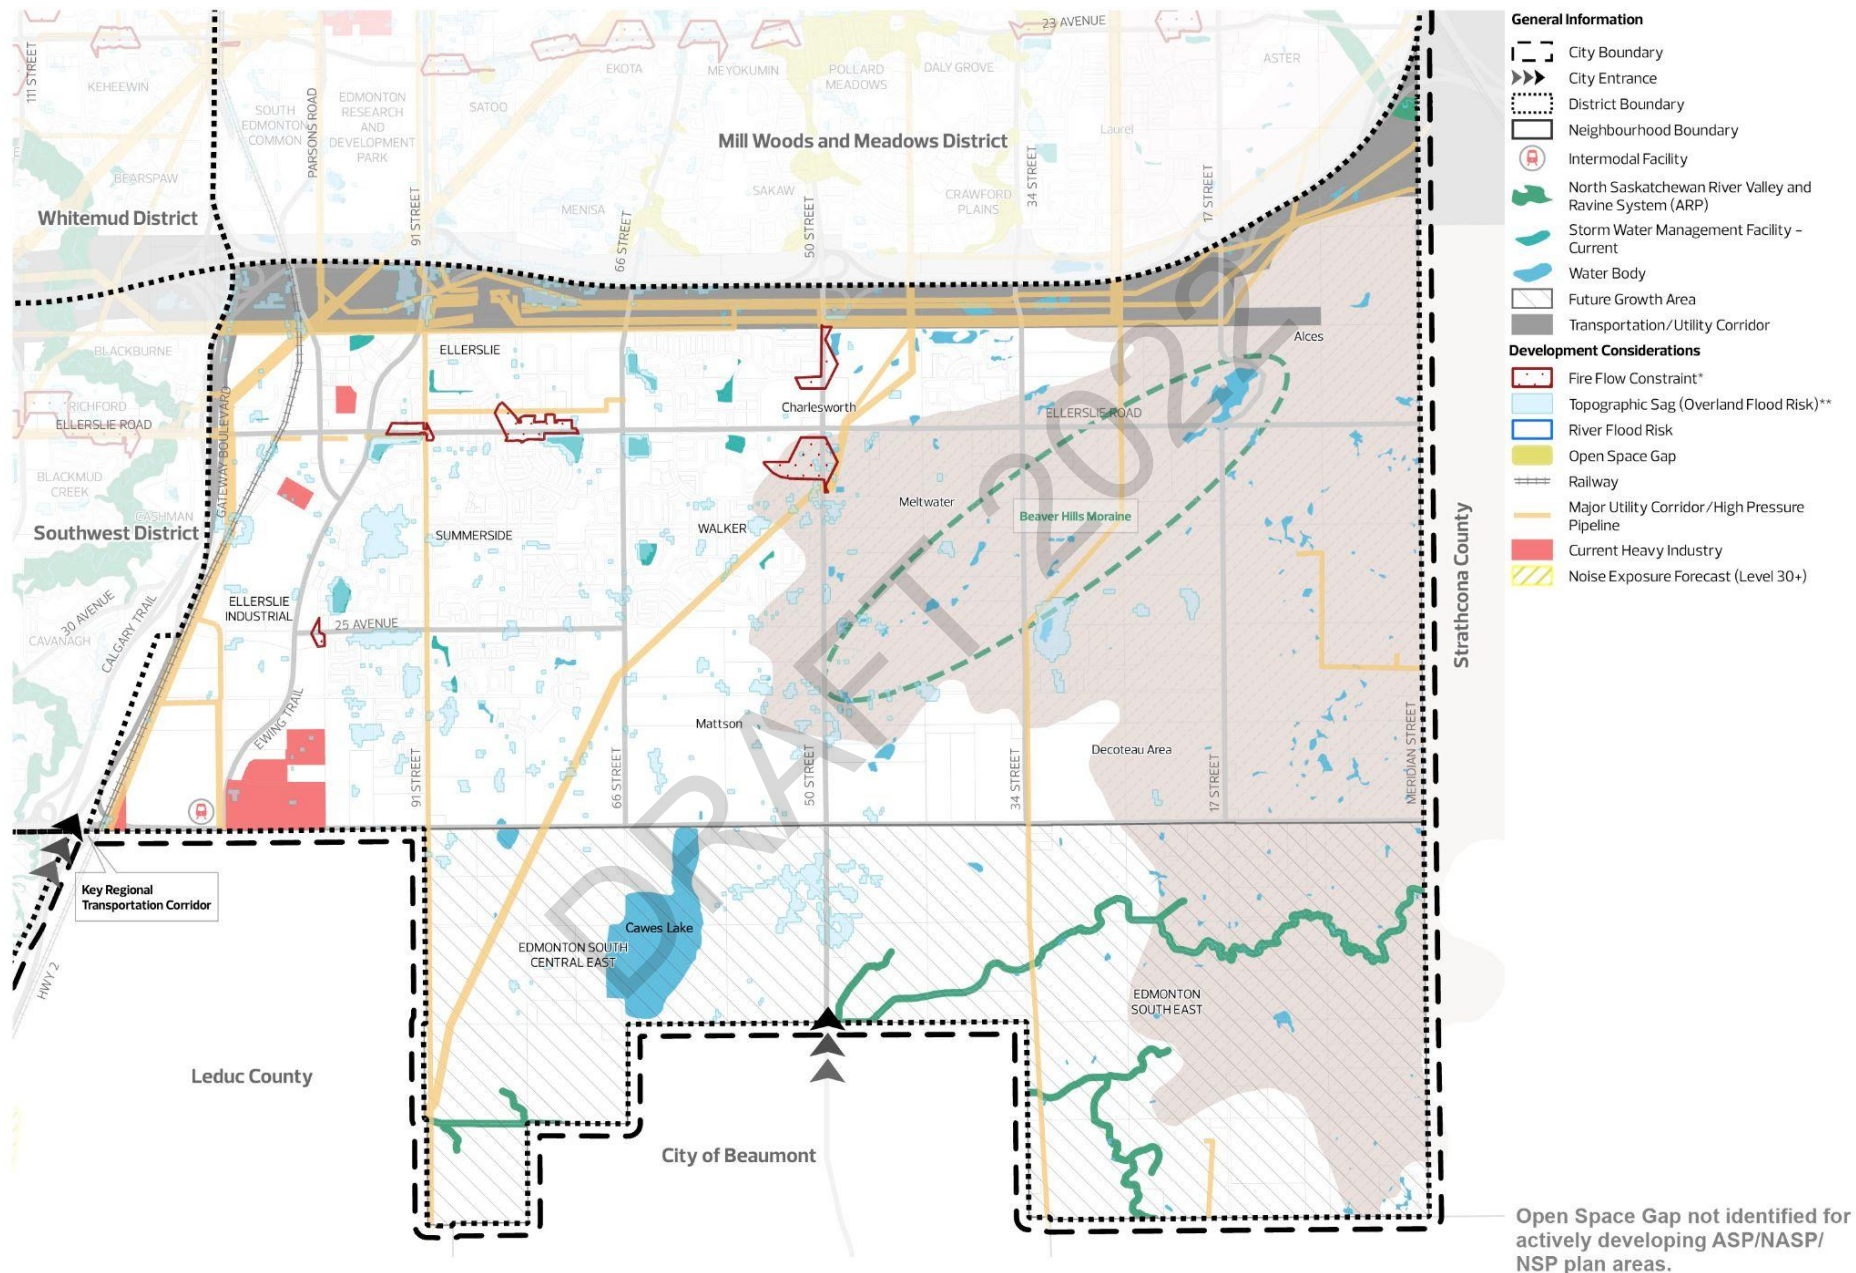 23 AVENUE
111 STREET
KEHEEWIN
SOUTH
EDMONTON
COMMON
PARSONS ROAD
EDMONTON
RESEARCH
AND
DEVELOPMENT
PARK
SATOO
EKOTA
MEYOKUMIN
POLLARD
MEADOWS
DALY GROVE
ASTER
Mill Woods and Meadows District
Laurel
BEARSPAW
Whitemud District
MENISA
SAKAW
CRAWFORD
PLAINS
34 STREET
17 STREET
91 STREET
66 STREET
50 STREET
BLACKBURNE
ELLERSLIE
Alces
RICHFORD
ELLERSLIE ROAD
Charlesworth
ELLERSLIE ROAD
GATEWAY BOULEVARD
BLACKMUD
CREEK
CASHMAN
Southwest District
SUMMERSIDE
WALKER
Meltwater
Beaver Hills Moraine
Strathcona County
ELLERSLIE
INDUSTRIAL
25 AVENUE
30 AVENUE
CAVANAGH
CALGARY TRAIL
EWING TRAIL
Mattson
Decoteau Area
91 STREET
66 STREET
50 STREET
34 STREET
17 STREET
MERIDIAN STREET
DRAFT 2022
Key Regional
Transportation Corridor
HWY 2
Cawes Lake
EDMONTON SOUTH
CENTRAL EAST
EDMONTON
SOUTH EAST
Leduc County
City of Beaumont
General Information
City Boundary
City Entrance
District Boundary
Neighbourhood Boundary
Intermodal Facility
North Saskatchewan River Valley and
Ravine System (ARP)
Storm Water Management Facility –
Current
Water Body
Future Growth Area
Transportation/Utility Corridor
Development Considerations
Fire Flow Constraint*
Topographic Sag (Overland Flood Risk)**
River Flood Risk
Open Space Gap
Railway
Major Utility Corridor/High Pressure
Pipeline
Current Heavy Industry
Noise Exposure Forecast (Level 30+)
Open Space Gap not identified for
actively developing ASP/NASP/
NSP plan areas.